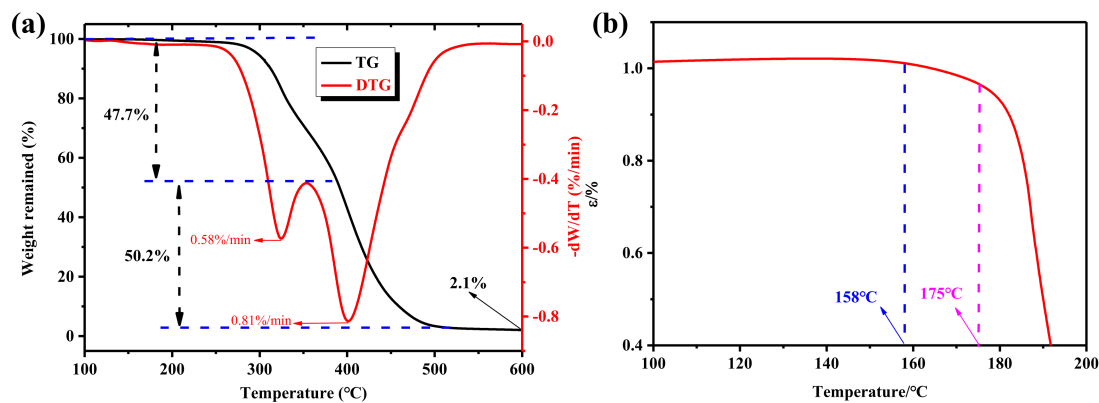 (a)
100 200 300 400 500 600
100
80
60
40
20
0
Weight remained (%)
Temperature (℃)
0.0
-0.2
-0.4
-0.6
-0.8
-dW/dT (%/min)
TG
DTG
47.7%
50.2%
0.58%/min
0.81%/min
2.1%
(b)
1.0
0.8
0.6
0.4
ε/%
158℃
175℃
100 120 140 160 180 200
Temperature/℃